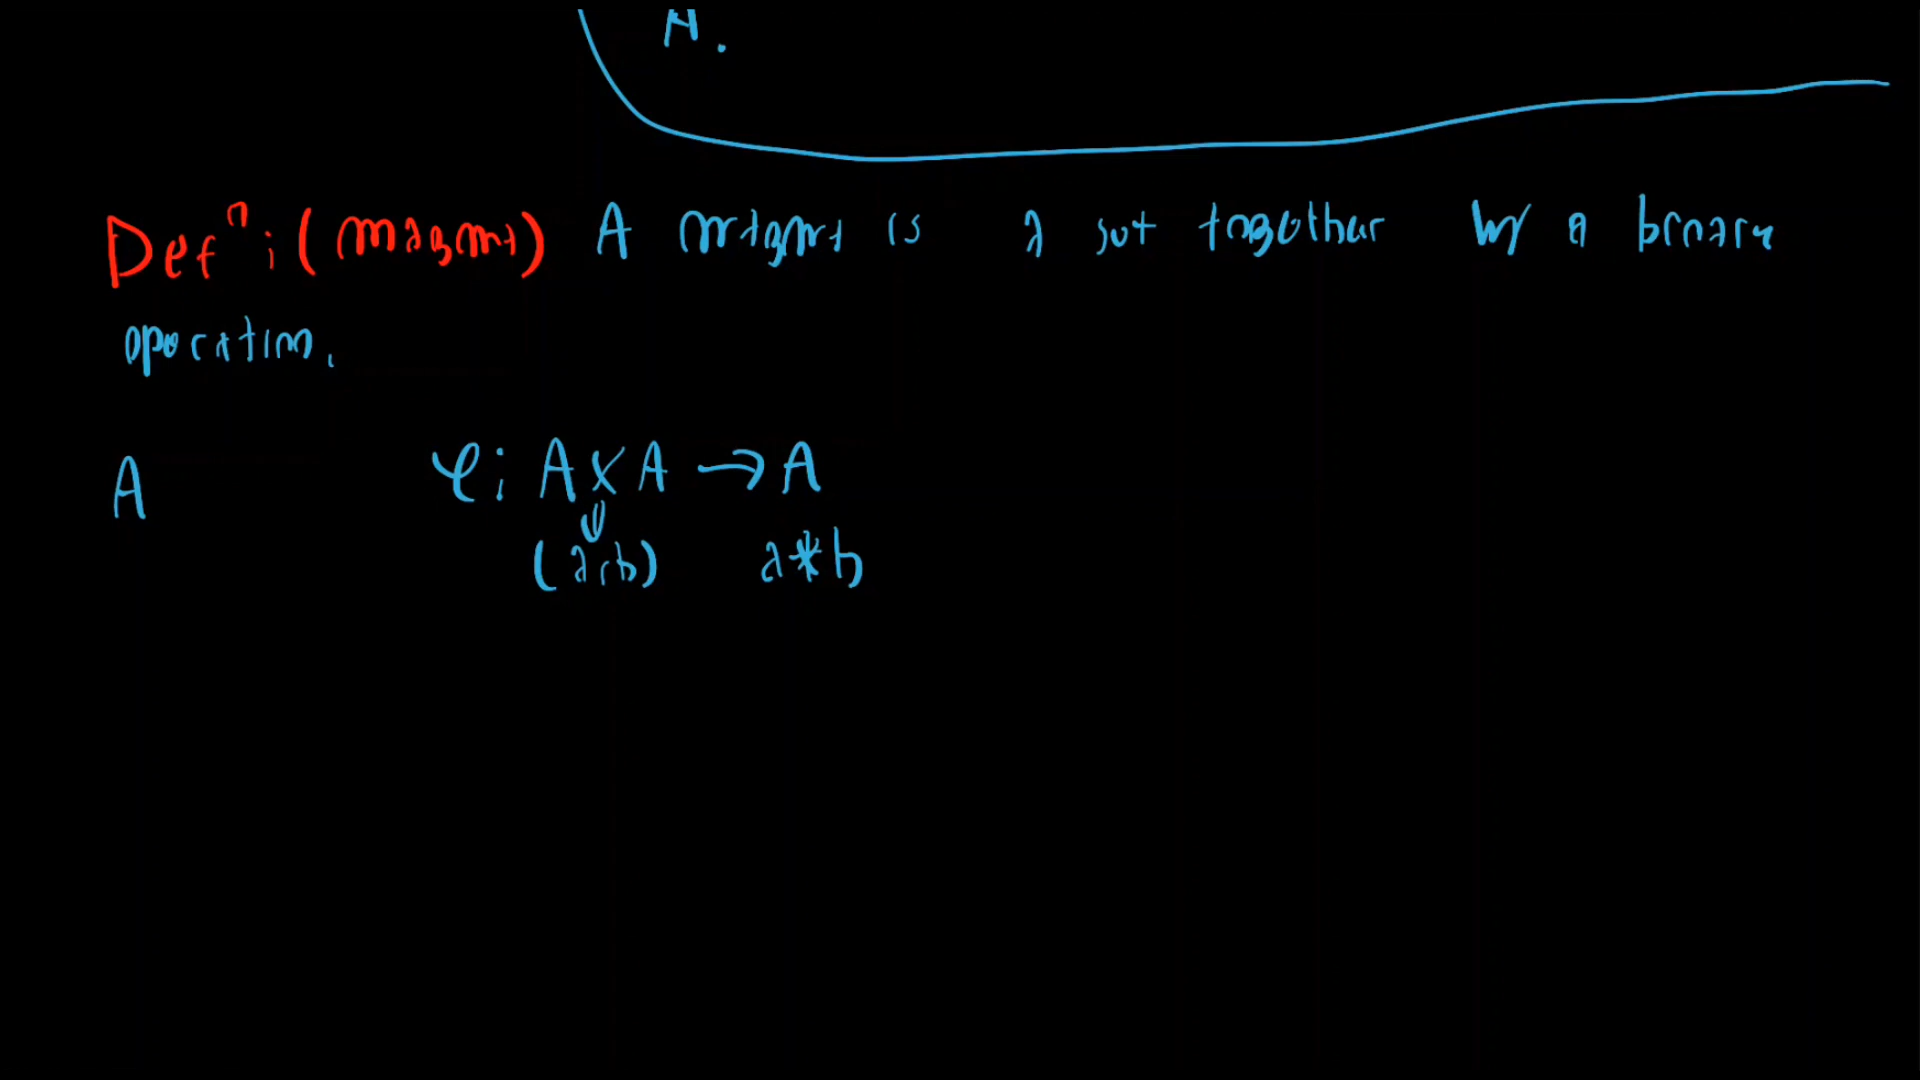 A.
Defⁿ: (magma) A magma is a set together w/ a binary
operation.
A φ: A × A → A
(a,b) a*b